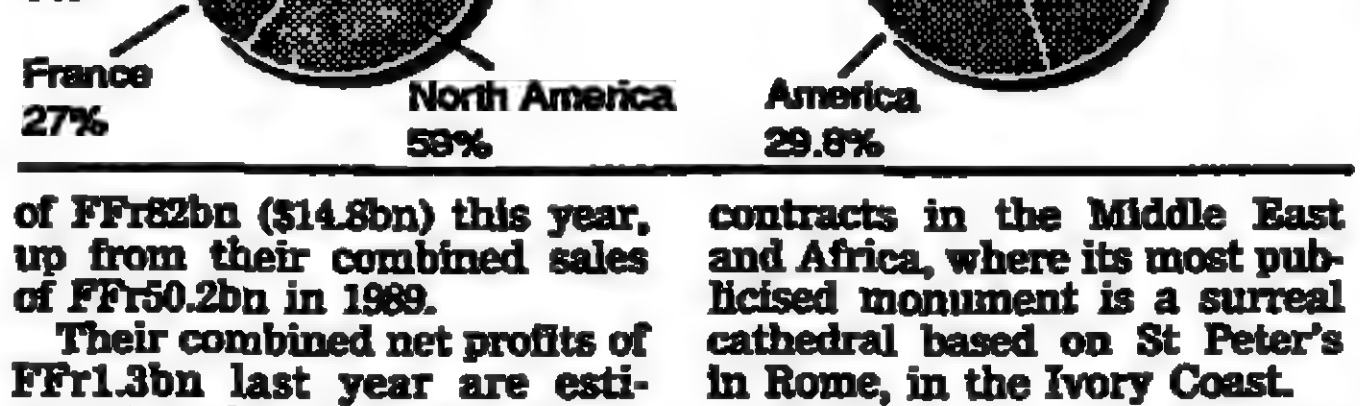 France
27%
North America
America
29.8%
of FFr82bn ($14.8bn) this year,
up from their combined sales
of FFr50.2bn in 1989.
Their combined net profits of
FFr1.3bn last year are esti-
contracts in the Middle East
and Africa, where its most pub-
licised monument is a surreal
cathedral based on St Peter's
in Rome, in the Ivory Coast.